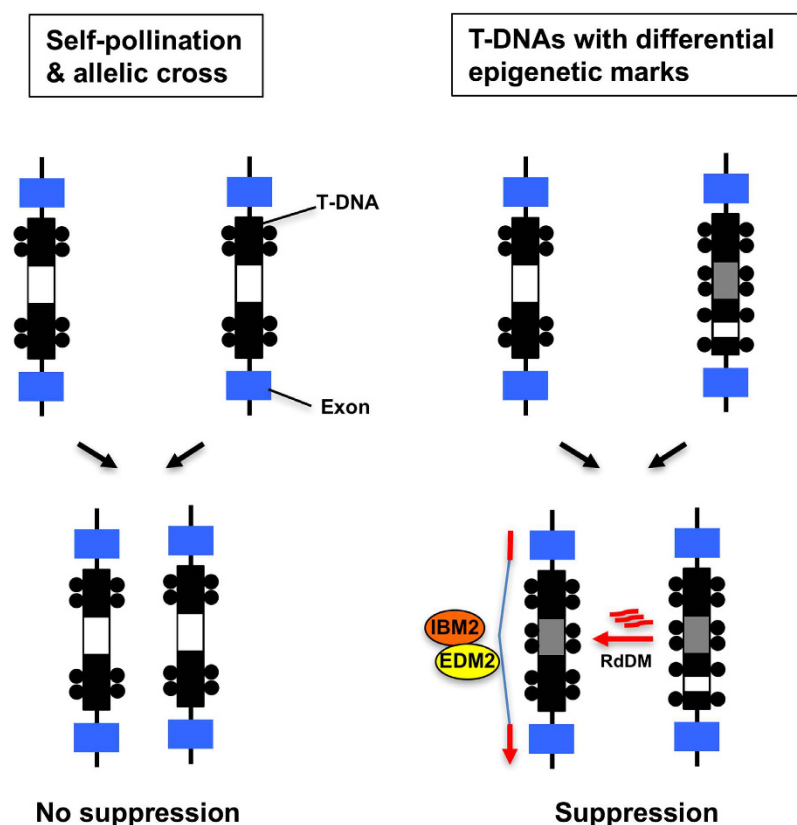 Self-pollination
& allelic cross
T-DNAs with differential
epigenetic marks
T-DNA
Exon
IBM2
EDM2
RdDM
No suppression
Suppression